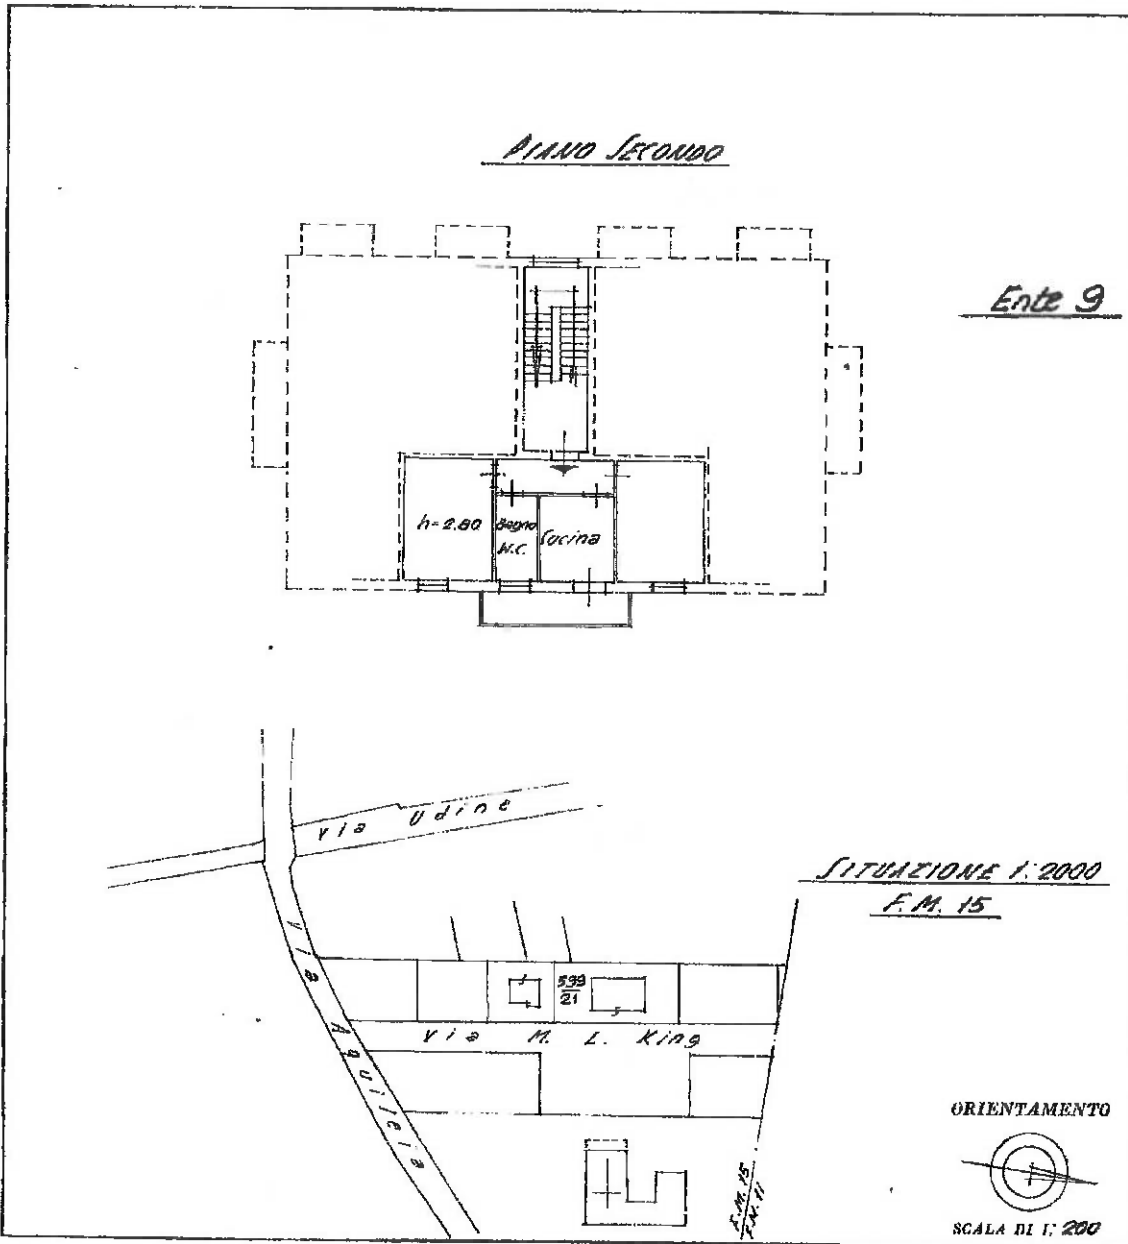 PIANO SECONDO
Ente 9
h=2.80
Bagno
W.C.
Cucina
Via Udine
SITUAZIONE 1:2000
F.M. 15
Via Aquileia
599
21
Via M. L. King
F.M. 15
F.M. 11
ORIENTAMENTO
SCALA DI 1: 200